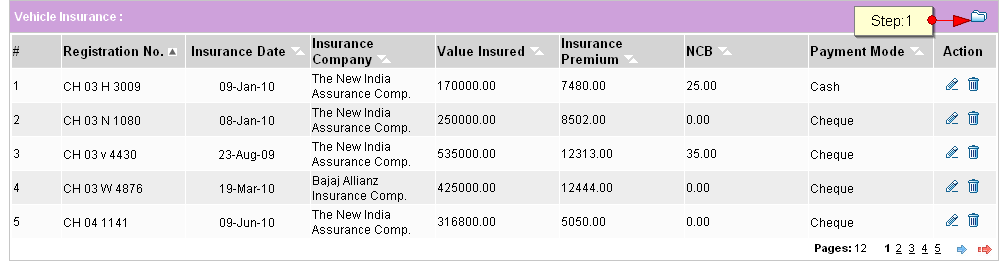 Vehicle Insurance :
Step:1
# Registration No. Insurance Date Insurance Company Value Insured Insurance Premium NCB Payment Mode Action
1 CH 03 H 3009 09-Jan-10 The New India Assurance Comp. 170000.00 7480.00 25.00 Cash
2 CH 03 N 1080 08-Jan-10 The New India Assurance Comp. 250000.00 8502.00 0.00 Cheque
3 CH 03 v 4430 23-Aug-09 The New India Assurance Comp. 535000.00 12313.00 35.00 Cheque
4 CH 03 W 4876 19-Mar-10 Bajaj Allianz Insurance Comp. 425000.00 12444.00 0.00 Cheque
5 CH 04 1141 09-Jun-10 The New India Assurance Comp. 316800.00 5050.00 0.00 Cheque
Pages: 12 1 2 3 4 5